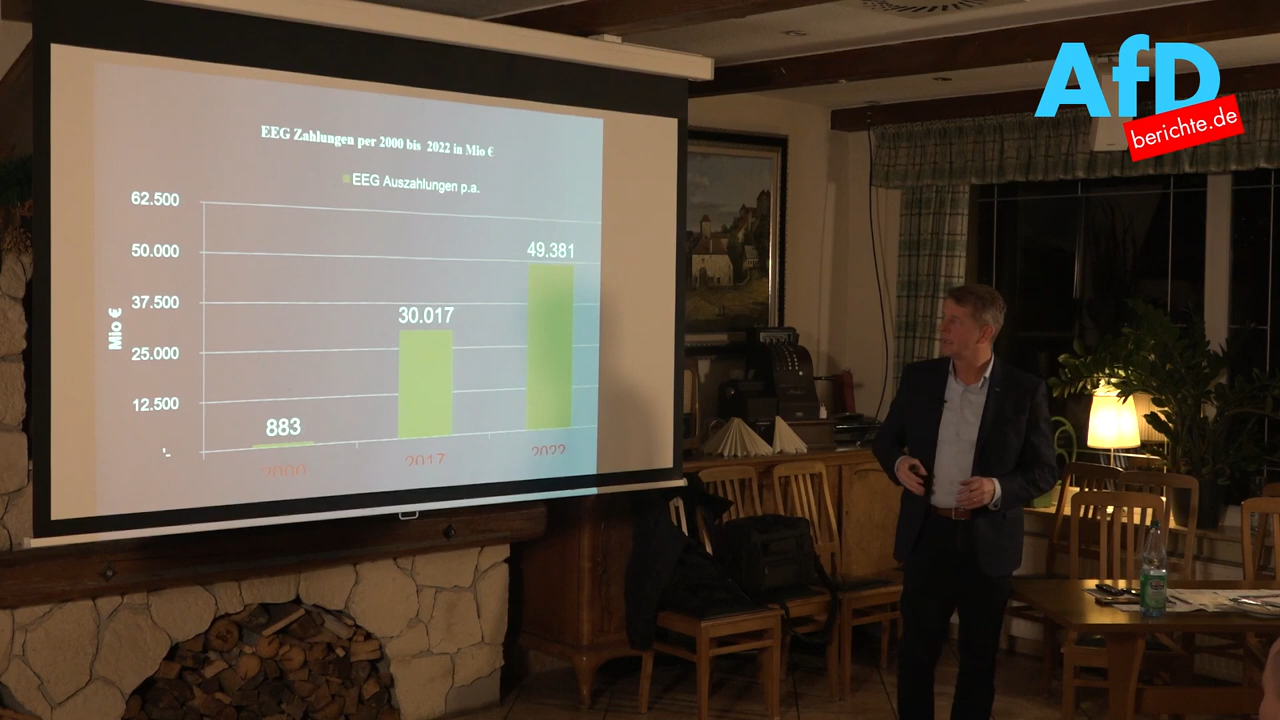 EEG Zahlungen per 2000 bis 2022 in Mio €
EEG Auszahlungen p.a.
62.500
50.000
37.500
25.000
12.500
-
Mio €
883
30.017
49.381
2000
2017
2022
AfD
berichte.de